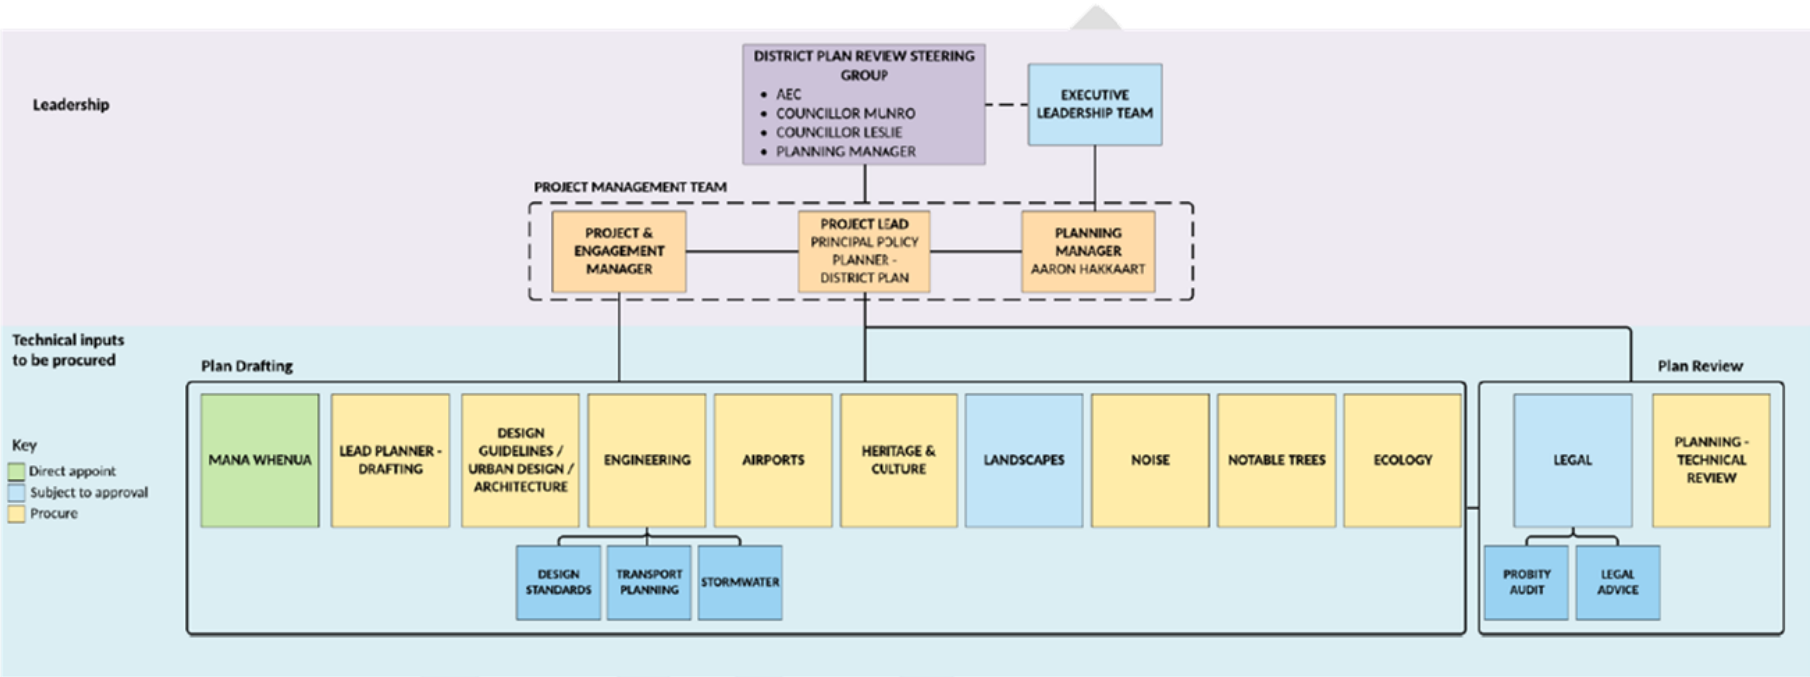 Leadership
DISTRICT PLAN REVIEW STEERING
GROUP
• AEC
• COUNCILLOR MUNRO
• COUNCILLOR LESLIE
• PLANNING MANAGER
EXECUTIVE
LEADERSHIP TEAM
PROJECT MANAGEMENT TEAM
PROJECT &
ENGAGEMENT
MANAGER
PROJECT LEAD
PRINCIPAL POLICY
PLANNER -
DISTRICT PLAN
PLANNING
MANAGER
AARON HAKKAART
Technical inputs
to be procured
Plan Drafting
Plan Review
Key
Direct appoint
Subject to approval
Procure
MANA WHENUA
LEAD PLANNER -
DRAFTING
DESIGN
GUIDELINES /
URBAN DESIGN /
ARCHITECTURE
ENGINEERING
AIRPORTS
HERITAGE &
CULTURE
LANDSCAPES
NOISE
NOTABLE TREES
ECOLOGY
LEGAL
PLANNING -
TECHNICAL
REVIEW
DESIGN
STANDARDS
TRANSPORT
PLANNING
STORMWATER
PROBITY
AUDIT
LEGAL
ADVICE